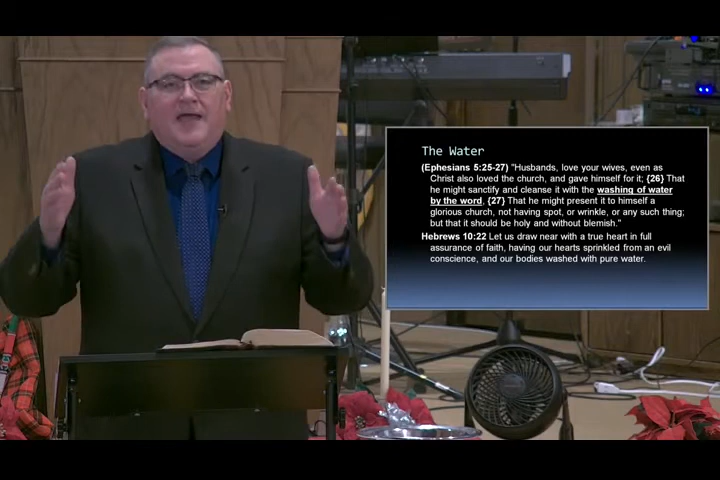 The Water
(Ephesians 5:25-27) "Husbands, love your wives, even as
Christ also loved the church, and gave himself for it; {26} That
he might sanctify and cleanse it with the washing of water
by the word, {27} That he might present it to himself a
glorious church, not having spot, or wrinkle, or any such thing;
but that it should be holy and without blemish."
Hebrews 10:22 Let us draw near with a true heart in full
assurance of faith, having our hearts sprinkled from an evil
conscience, and our bodies washed with pure water.